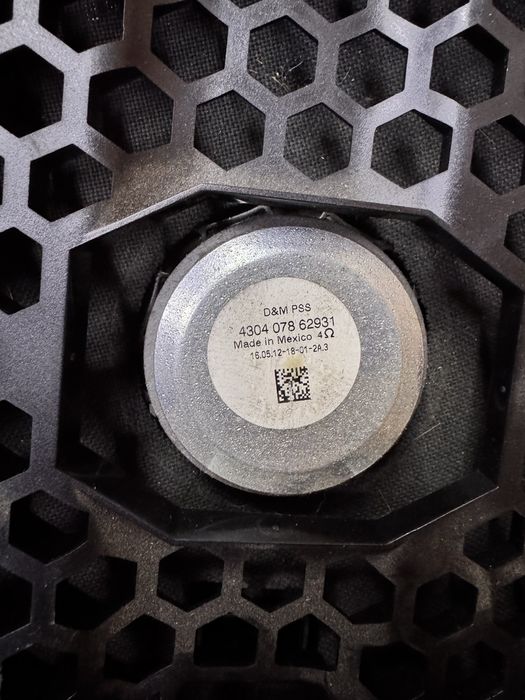 D&M PSS
4304 078 62931
Made in Mexico 4Ω
16.05.12-18-01-2A.3